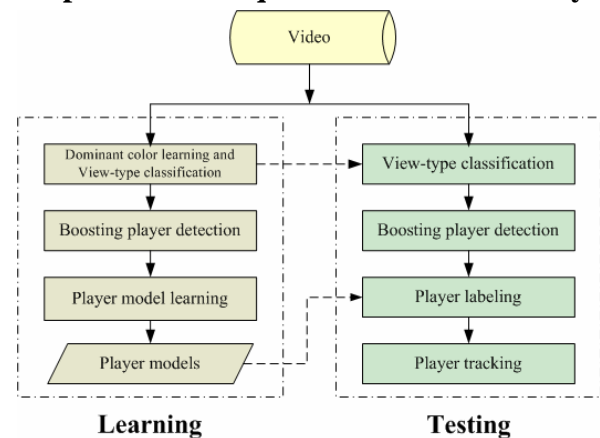 Video
Dominant color learning and
View-type classification
Boosting player detection
Player model learning
Player models
Learning
View-type classification
Boosting player detection
Player labeling
Player tracking
Testing